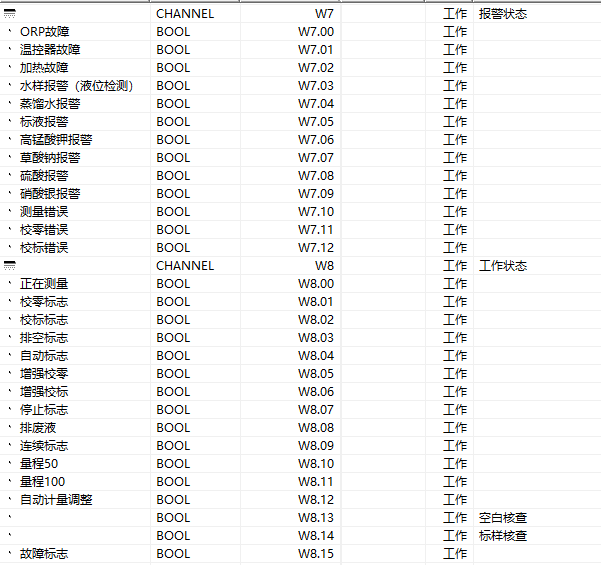 CHANNEL W7 工作 报警状态
ORP故障 BOOL W7.00 工作
温控器故障 BOOL W7.01 工作
加热故障 BOOL W7.02 工作
水样报警（液位检测） BOOL W7.03 工作
蒸馏水报警 BOOL W7.04 工作
标液报警 BOOL W7.05 工作
高锰酸钾报警 BOOL W7.06 工作
草酸钠报警 BOOL W7.07 工作
硫酸报警 BOOL W7.08 工作
硝酸银报警 BOOL W7.09 工作
测量错误 BOOL W7.10 工作
校零错误 BOOL W7.11 工作
校标错误 BOOL W7.12 工作
CHANNEL W8 工作 工作状态
正在测量 BOOL W8.00 工作
校零标志 BOOL W8.01 工作
校标标志 BOOL W8.02 工作
排空标志 BOOL W8.03 工作
自动标志 BOOL W8.04 工作
增强校零 BOOL W8.05 工作
增强校标 BOOL W8.06 工作
停止标志 BOOL W8.07 工作
排废液 BOOL W8.08 工作
连续标志 BOOL W8.09 工作
量程50 BOOL W8.10 工作
量程100 BOOL W8.11 工作
自动计量调整 BOOL W8.12 工作
BOOL W8.13 工作 空白核查
BOOL W8.14 工作 标样核查
故障标志 BOOL W8.15 工作